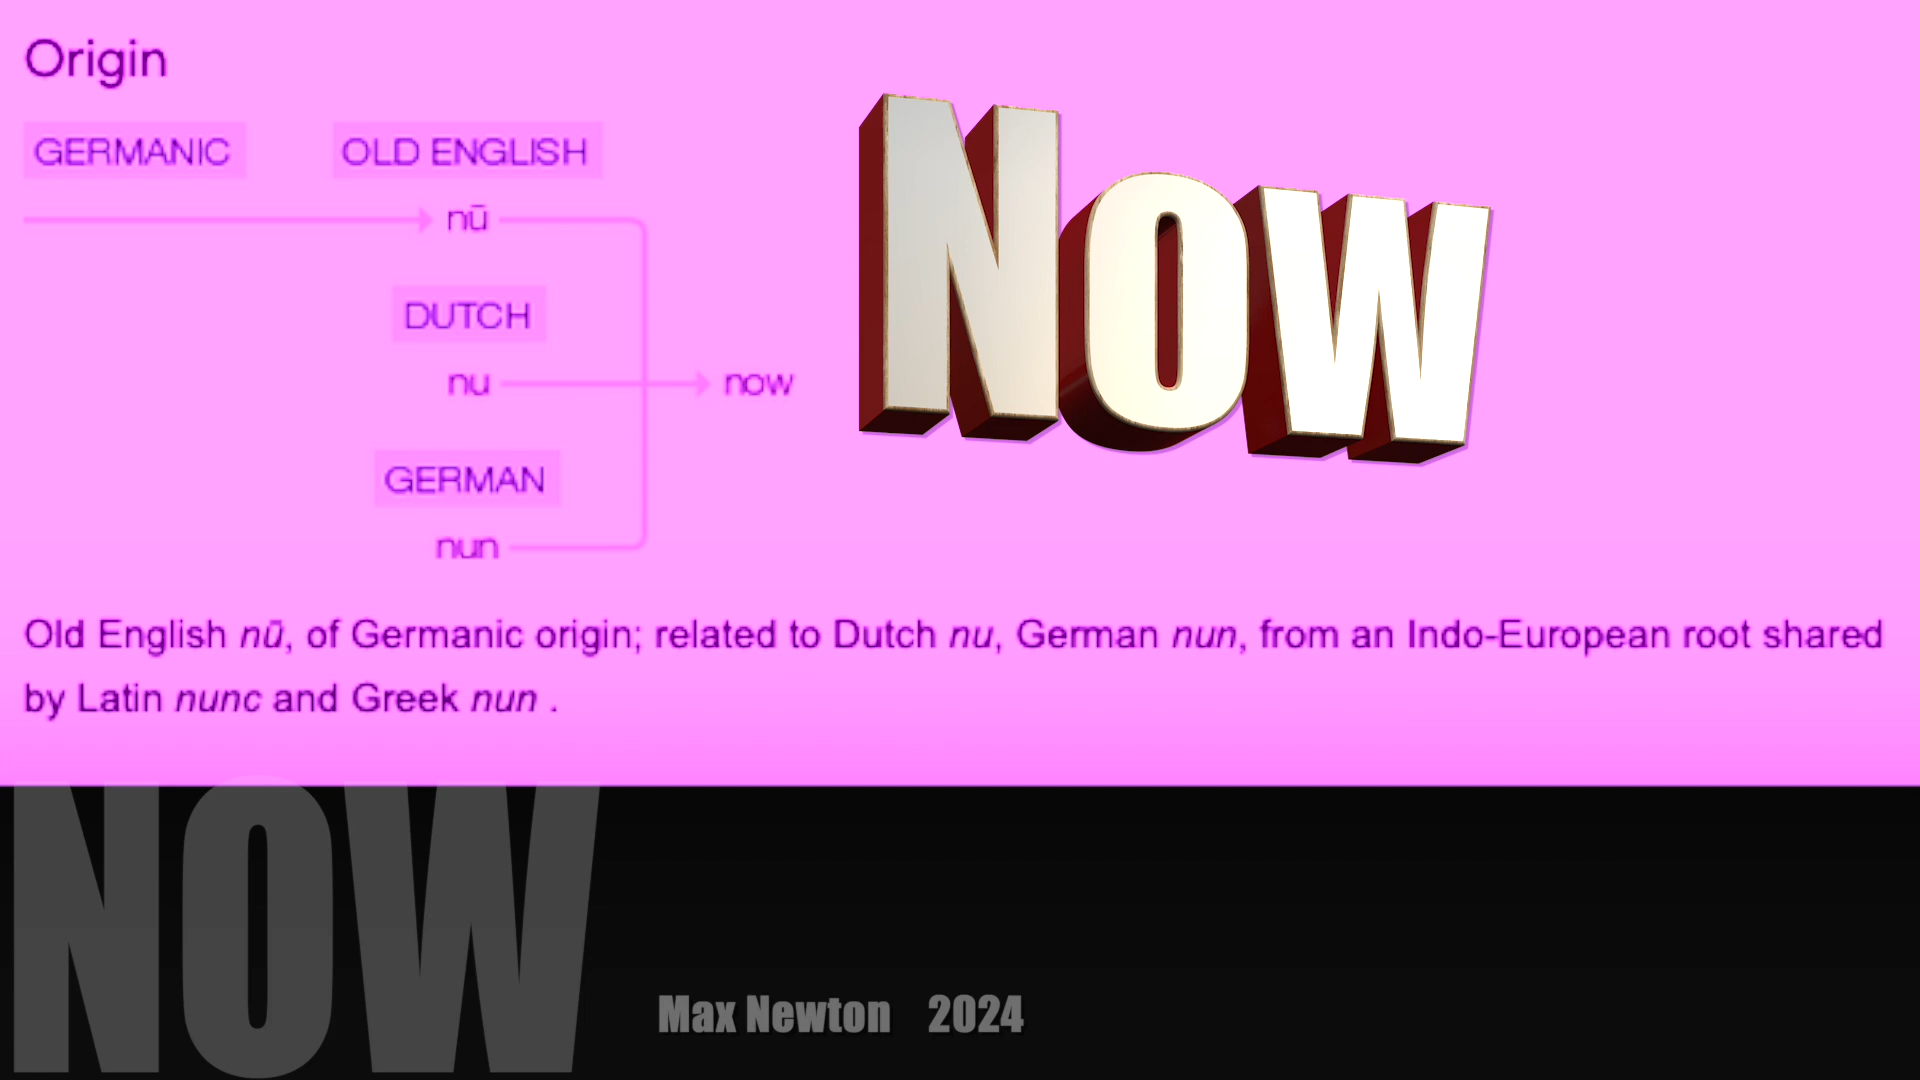 Origin
GERMANIC OLD ENGLISH
nū
DUTCH
nu now
GERMAN
nun
Now
Old English nū, of Germanic origin; related to Dutch nu, German nun, from an Indo-European root shared
by Latin nunc and Greek nun .
NOW
Max Newton 2024